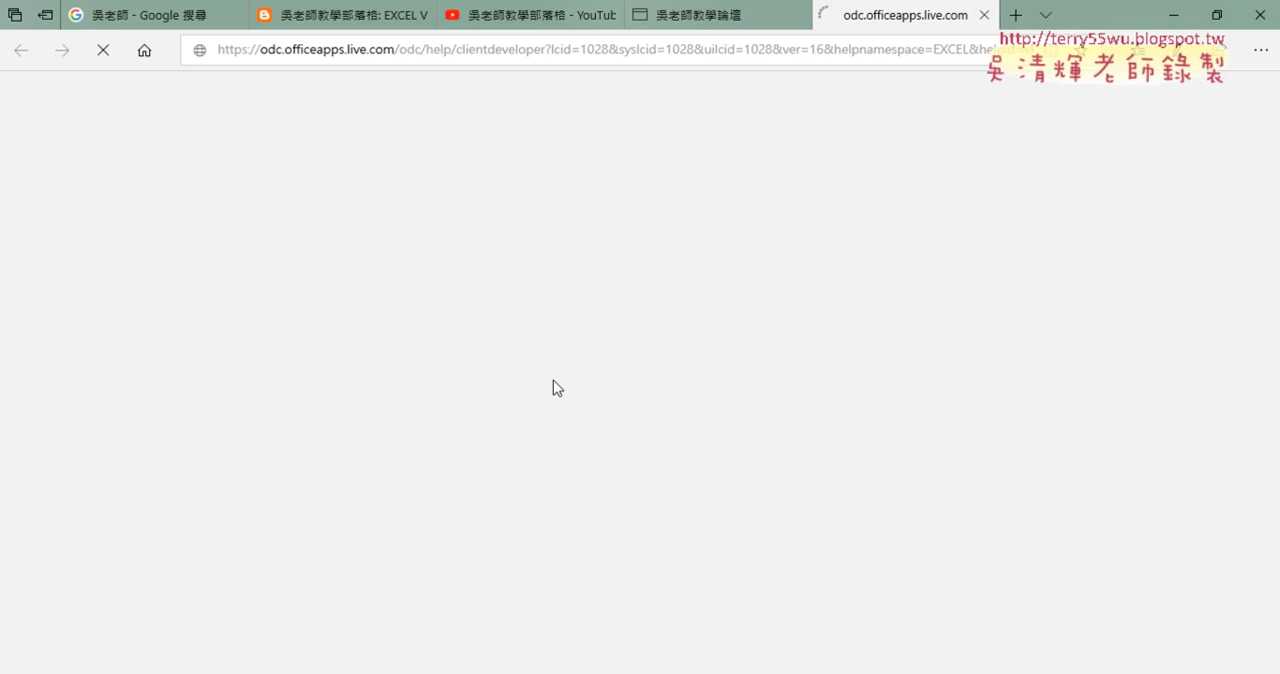 吳老師 - Google 搜尋
吳老師教學部落格: EXCEL V
吳老師教學部落格 - YouTub
吳老師教學論壇
odc.officeapps.live.com
https://odc.officeapps.live.com/odc/help/clientdeveloper?lcid=1028&syslcid=1028&uilcid=1028&ver=16&helpnamespace=EXCEL&he
http://terry55wu.blogspot.tw
吳清輝老師錄製